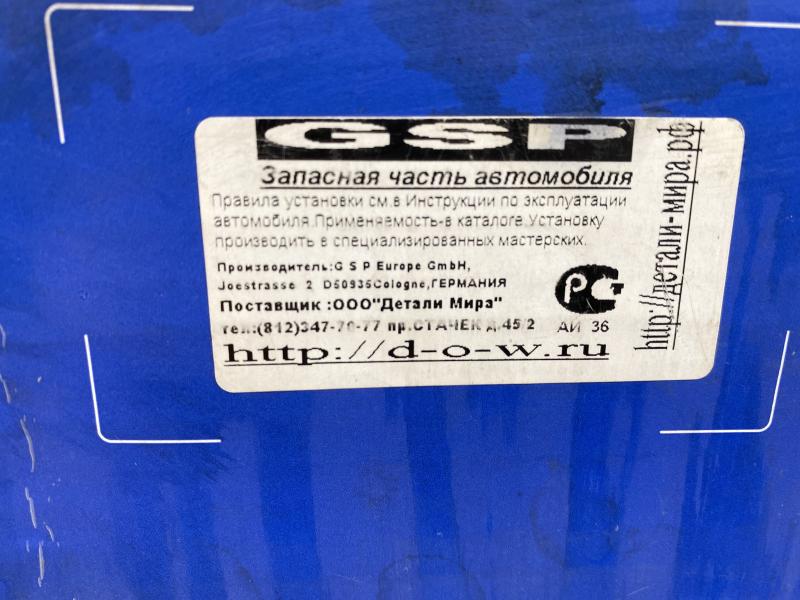 GSP
Запасная часть автомобиля
Правила установки см.в Инструкции по эксплуатации
автомобиля.Применяемость-в каталоге.Установку
производить в специализированных мастерских.
Производитель:G S P Europe GmbH,
Joestrasse 2 D50935Cologne,ГЕРМАНИЯ
Поставщик :ООО"Детали Мира"
тел:(812)347-70-77 пр.СТАЧЕК д.45/2
http://d-o-w.ru
РСТ
АИ 36
http://детали-мира.рф